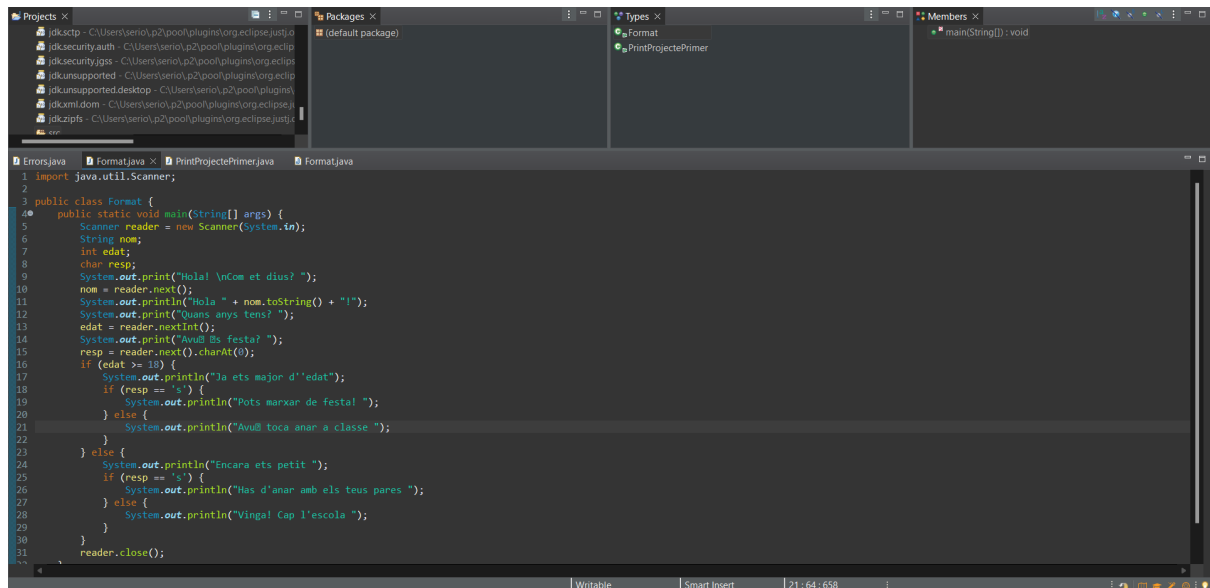 Projects
Packages
Types
Members
jdk.sctp - C:\Users\serio\.p2\pool\plugins\org.eclipse.justj.o
jdk.security.auth - C:\Users\serio\.p2\pool\plugins\org.eclip
jdk.security.jgss - C:\Users\serio\.p2\pool\plugins\org.eclips
jdk.unsupported - C:\Users\serio\.p2\pool\plugins\org.eclip
jdk.unsupported.desktop - C:\Users\serio\.p2\pool\plugins\
jdk.xml.dom - C:\Users\serio\.p2\pool\plugins\org.eclipse.ju
jdk.zipfs - C:\Users\serio\.p2\pool\plugins\org.eclipse.justj.c
src
(default package)
Format
PrintProjectePrimer
main(String[]) : void
Errors.java
Format.java
PrintProjectePrimer.java
Format.java
1 import java.util.Scanner;
2
3 public class Format {
4 public static void main(String[] args) {
5 Scanner reader = new Scanner(System.in);
6 String nom;
7 int edat;
8 char resp;
9 System.out.print("Hola! \nCom et dius? ");
10 nom = reader.next();
11 System.out.println("Hola " + nom.toString() + "!");
12 System.out.print("Quans anys tens? ");
13 edat = reader.nextInt();
14 System.out.print("Avu� �s festa? ");
15 resp = reader.next().charAt(0);
16 if (edat >= 18) {
17 System.out.println("Ja ets major d''edat");
18 if (resp == 's') {
19 System.out.println("Pots marxar de festa! ");
20 } else {
21 System.out.println("Avu� toca anar a classe ");
22 }
23 } else {
24 System.out.println("Encara ets petit ");
25 if (resp == 's') {
26 System.out.println("Has d'anar amb els teus pares ");
27 } else {
28 System.out.println("Vinga! Cap l'escola ");
29 }
30 }
31 reader.close();
Writable
Smart Insert
21 : 64 : 658